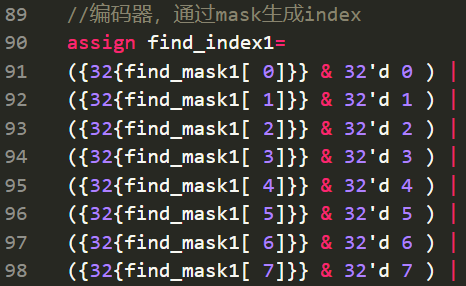 89 //编码器，通过mask生成index
90 assign find_index1=
91 ({32{find_mask1[ 0]}} & 32'd 0 ) |
92 ({32{find_mask1[ 1]}} & 32'd 1 ) |
93 ({32{find_mask1[ 2]}} & 32'd 2 ) |
94 ({32{find_mask1[ 3]}} & 32'd 3 ) |
95 ({32{find_mask1[ 4]}} & 32'd 4 ) |
96 ({32{find_mask1[ 5]}} & 32'd 5 ) |
97 ({32{find_mask1[ 6]}} & 32'd 6 ) |
98 ({32{find_mask1[ 7]}} & 32'd 7 ) |